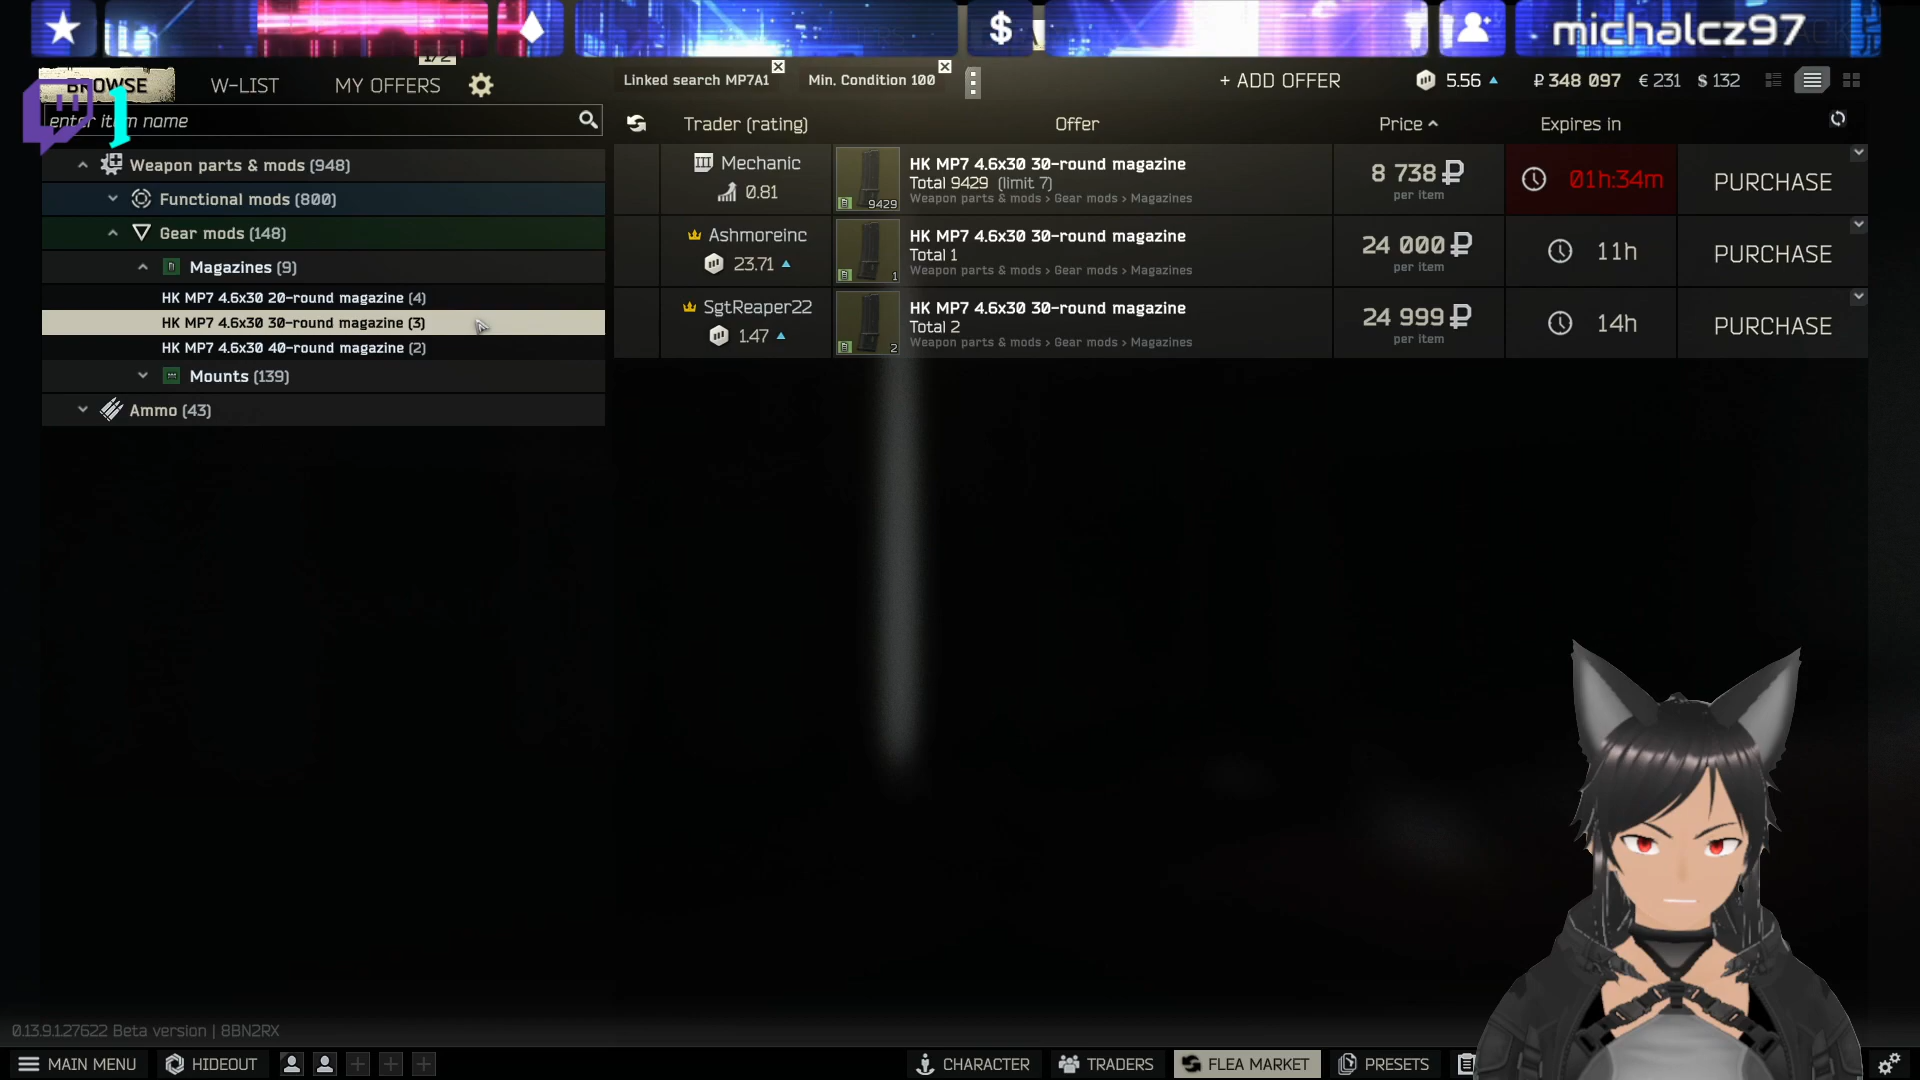 michalcz97
BROWSE
W-LIST
MY OFFERS
1/2
Linked search MP7A1
Min. Condition 100
+ ADD OFFER
5.56
₽ 348 097
€ 231
$ 132
1
enter item name
Trader (rating)
Offer
Price
Expires in
Weapon parts & mods (948)
Functional mods (800)
Gear mods (148)
Magazines (9)
HK MP7 4.6x30 20-round magazine (4)
HK MP7 4.6x30 30-round magazine (3)
HK MP7 4.6x30 40-round magazine (2)
Mounts (139)
Ammo (43)
Mechanic
0.81
9429
HK MP7 4.6x30 30-round magazine
Total 9429 (limit 7)
Weapon parts & mods > Gear mods > Magazines
8 738 ₽
per item
01h:34m
PURCHASE
Ashmoreinc
23.71
1
HK MP7 4.6x30 30-round magazine
Total 1
Weapon parts & mods > Gear mods > Magazines
24 000 ₽
per item
11h
PURCHASE
SgtReaper22
1.47
2
HK MP7 4.6x30 30-round magazine
Total 2
Weapon parts & mods > Gear mods > Magazines
24 999 ₽
per item
14h
PURCHASE
0.13.9.1.27622 Beta version | 8BN2RX
MAIN MENU
HIDEOUT
CHARACTER
TRADERS
FLEA MARKET
PRESETS